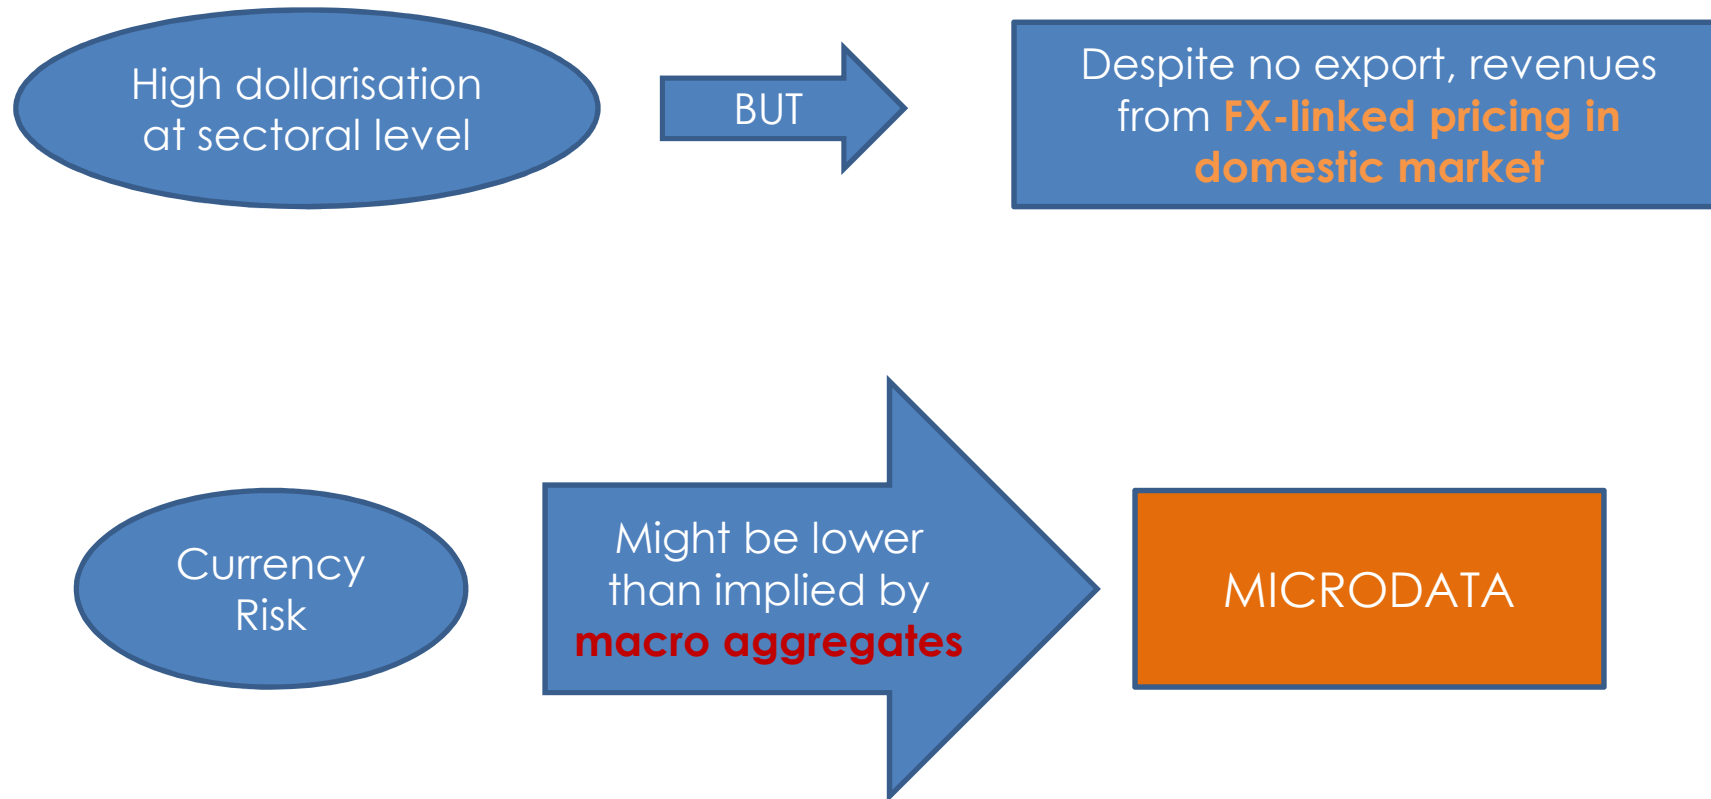 High dollarisation
at sectoral level
BUT
Despite no export, revenues
from FX-linked pricing in
domestic market
Currency
Risk
Might be lower
than implied by
macro aggregates
MICRODATA